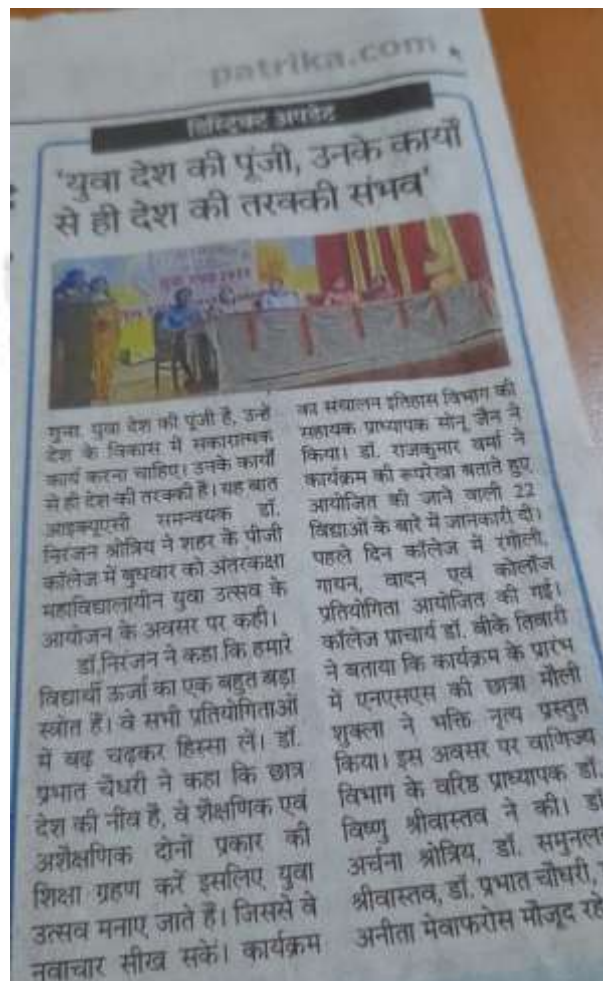 patrika.com
डिस्ट्रिक्ट अपडेट
'युवा देश की पूंजी, उनके कार्यों
से ही देश की तरक्की संभव'
गुना. युवा देश की पूंजी है, उन्हें
देश के विकास में सकारात्मक
कार्य करना चाहिए। उनके कार्यों
से ही देश की तरक्की है। यह बात
आइक्यूएसी समन्वयक डॉ.
निरंजन श्रोत्रिय ने शहर के पीजी
कॉलेज में बुधवार को अंतरकक्षा
महाविद्यालायीन युवा उत्सव के
आयोजन के अवसर पर कही।
डॉ.निरंजन ने कहा कि हमारे
विद्यार्थी ऊर्जा का एक बहुत बड़ा
स्त्रोत हैं। वे सभी प्रतियोगिताओं
में बढ़ चढ़कर हिस्सा लें। डॉ.
प्रभात चौधरी ने कहा कि छात्र
देश की नींव है, वे शैक्षणिक एवं
अशैक्षणिक दोनों प्रकार की
शिक्षा ग्रहण करें इसलिए युवा
उत्सव मनाए जाते हैं। जिससे वे
नवाचार सीख सकें। कार्यक्रम
का संचालन इतिहास विभाग की
सहायक प्राध्यापक सोनू जैन ने
किया। डॉ. राजकुमार वर्मा ने
कार्यक्रम की रूपरेखा बताते हुए
आयोजित की जाने वाली 22
विद्याओं के बारे में जानकारी दी।
पहले दिन कॉलेज में रंगोली,
गायन, वादन एवं कोलॉज
प्रतियोगिता आयोजित की गई।
कॉलेज प्राचार्य डॉ. बीके तिवारी
ने बताया कि कार्यक्रम के प्रारंभ
में एनएसएस की छात्रा मौली
शुक्ला ने भक्ति नृत्य प्रस्तुत
किया। इस अवसर पर वाणिज्य
विभाग के वरिष्ठ प्राध्यापक डॉ.
विष्णु श्रीवास्तव ने की। डॉ
अर्चना श्रोत्रिय, डॉ. समुनलत
श्रीवास्तव, डॉ. प्रभात चौधरी,
अनीता मेवाफरोस मौजूद रहे